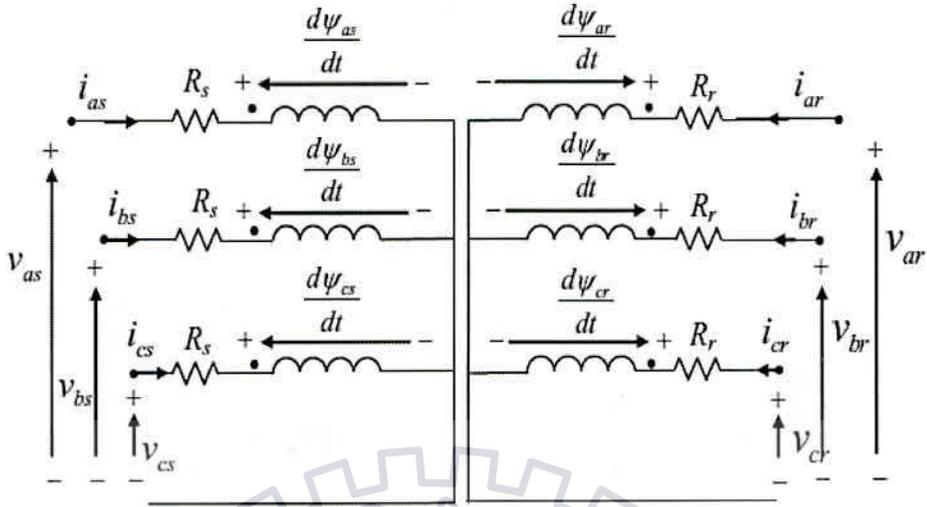 dψas/dt dψar/dt
ias Rs + − − + Rr iar
+ +
dψbs/dt dψbr/dt
ibs Rs + − − + Rr ibr
vas + + var
dψcs/dt dψcr/dt
ics Rs + − − + Rr icr
vbs + + vbr
vcs vcr
− − − − − −